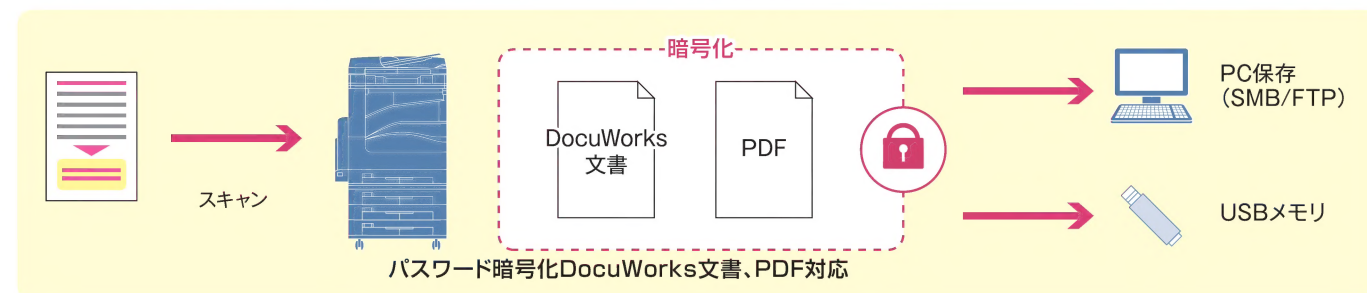 スキャン
暗号化
DocuWorks
文書
PDF
パスワード暗号化DocuWorks文書、PDF対応
PC保存
(SMB/FTP)
USBメモリ